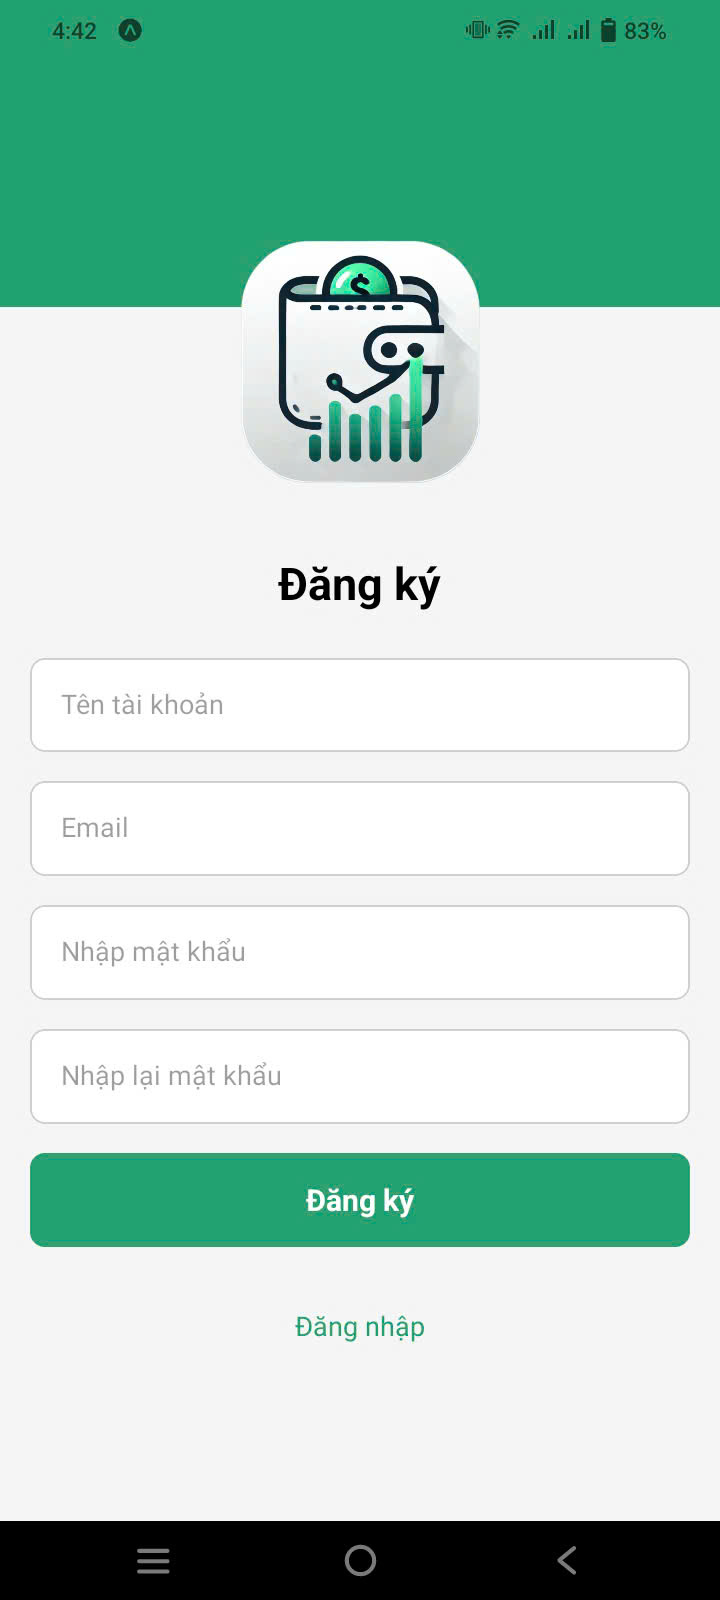 4:42
83%
$
Đăng ký
Tên tài khoản
Email
Nhập mật khẩu
Nhập lại mật khẩu
Đăng ký
Đăng nhập